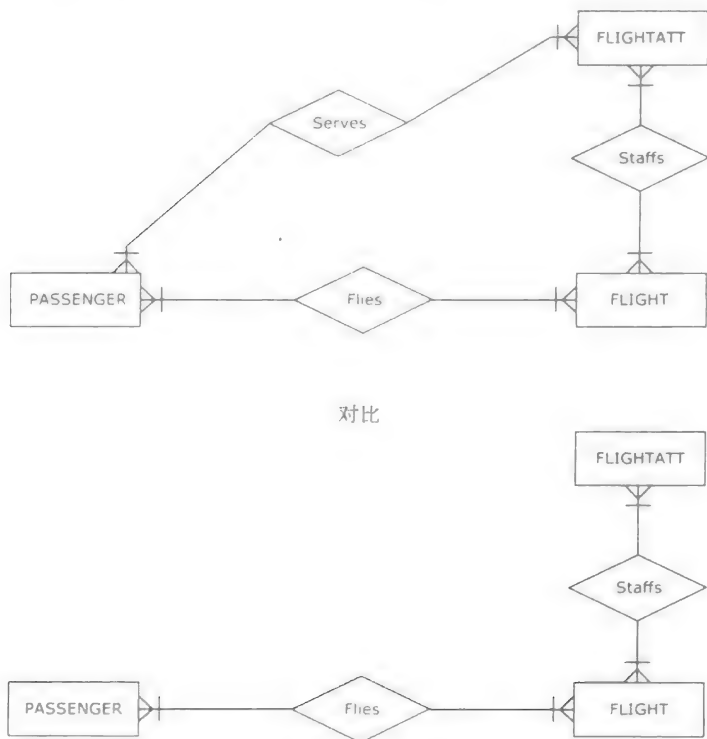 FLIGHTATT
Serves
Staffs
PASSENGER
Flies
FLIGHT
对比
FLIGHTATT
Staffs
PASSENGER
Flies
FLIGHT